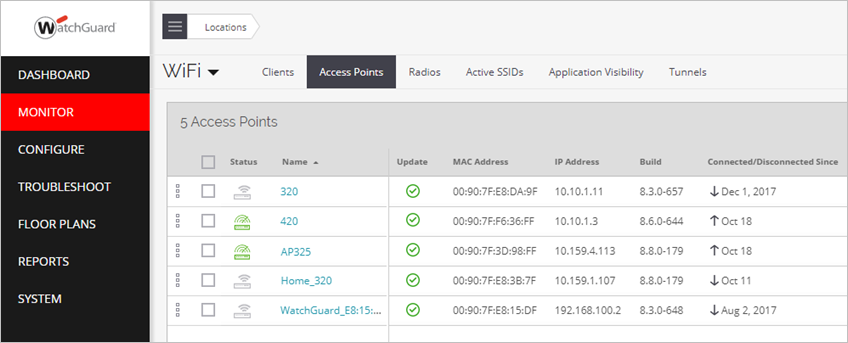 WatchGuard
Locations
WiFi
Clients Access Points Radios Active SSIDs Application Visibility Tunnels
DASHBOARD
MONITOR
CONFIGURE
TROUBLESHOOT
FLOOR PLANS
REPORTS
SYSTEM
5 Access Points
Status Name Update MAC Address IP Address Build Connected/Disconnected Since
320 00:90:7F:E8:DA:9F 10.10.1.11 8.3.0-657 Dec 1, 2017
420 00:90:7F:F6:36:FF 10.10.1.3 8.6.0-644 Oct 18
AP325 00:90:7F:3D:98:FF 10.159.4.113 8.8.0-179 Oct 18
Home_320 00:90:7F:E8:3B:7F 10.159.1.107 8.8.0-179 Oct 11
WatchGuard_E8:15:... 00:90:7F:E8:15:DF 192.168.100.2 8.3.0-648 Aug 2, 2017